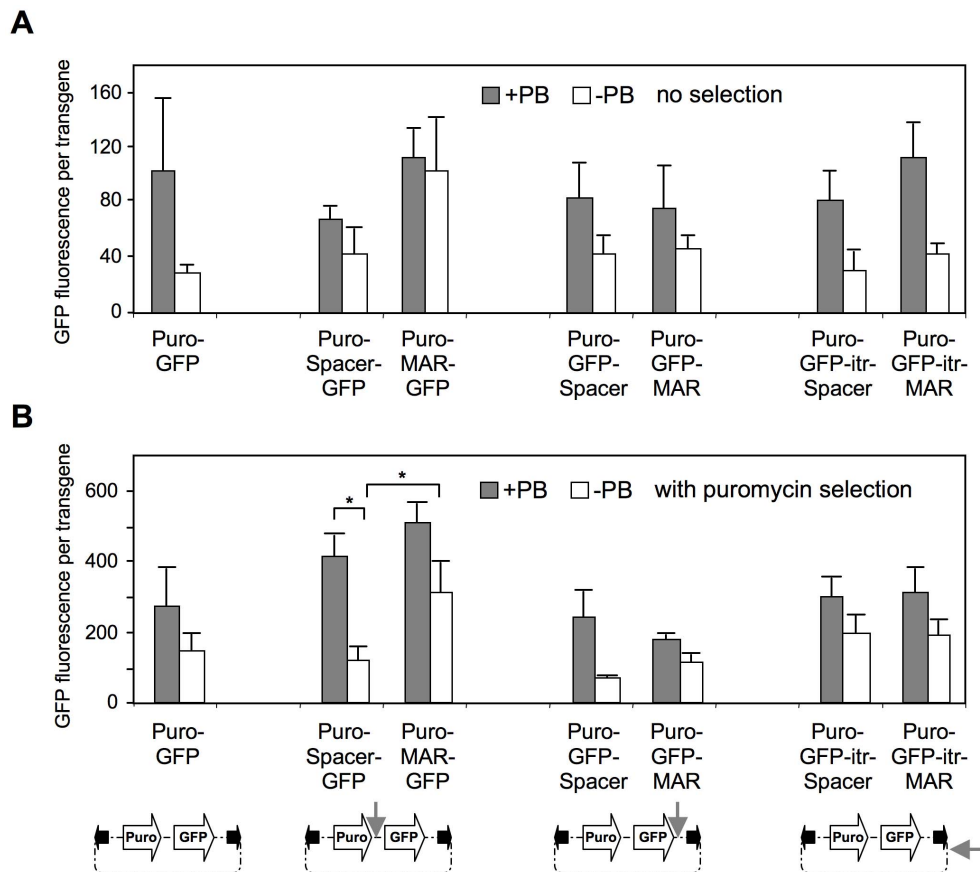 A
GFP fluorescence per transgene
160
120
80
40
0
+PB -PB no selection
Puro-
GFP
Puro-
Spacer-
GFP
Puro-
MAR-
GFP
Puro-
GFP-
Spacer
Puro-
GFP-
MAR
Puro-
GFP-itr-
Spacer
Puro-
GFP-itr-
MAR
B
GFP fluorescence per transgene
600
400
200
0
+PB -PB with puromycin selection
*
*
Puro-
GFP
Puro-
Spacer-
GFP
Puro-
MAR-
GFP
Puro-
GFP-
Spacer
Puro-
GFP-
MAR
Puro-
GFP-itr-
Spacer
Puro-
GFP-itr-
MAR
Puro GFP
Puro GFP
Puro GFP
Puro GFP